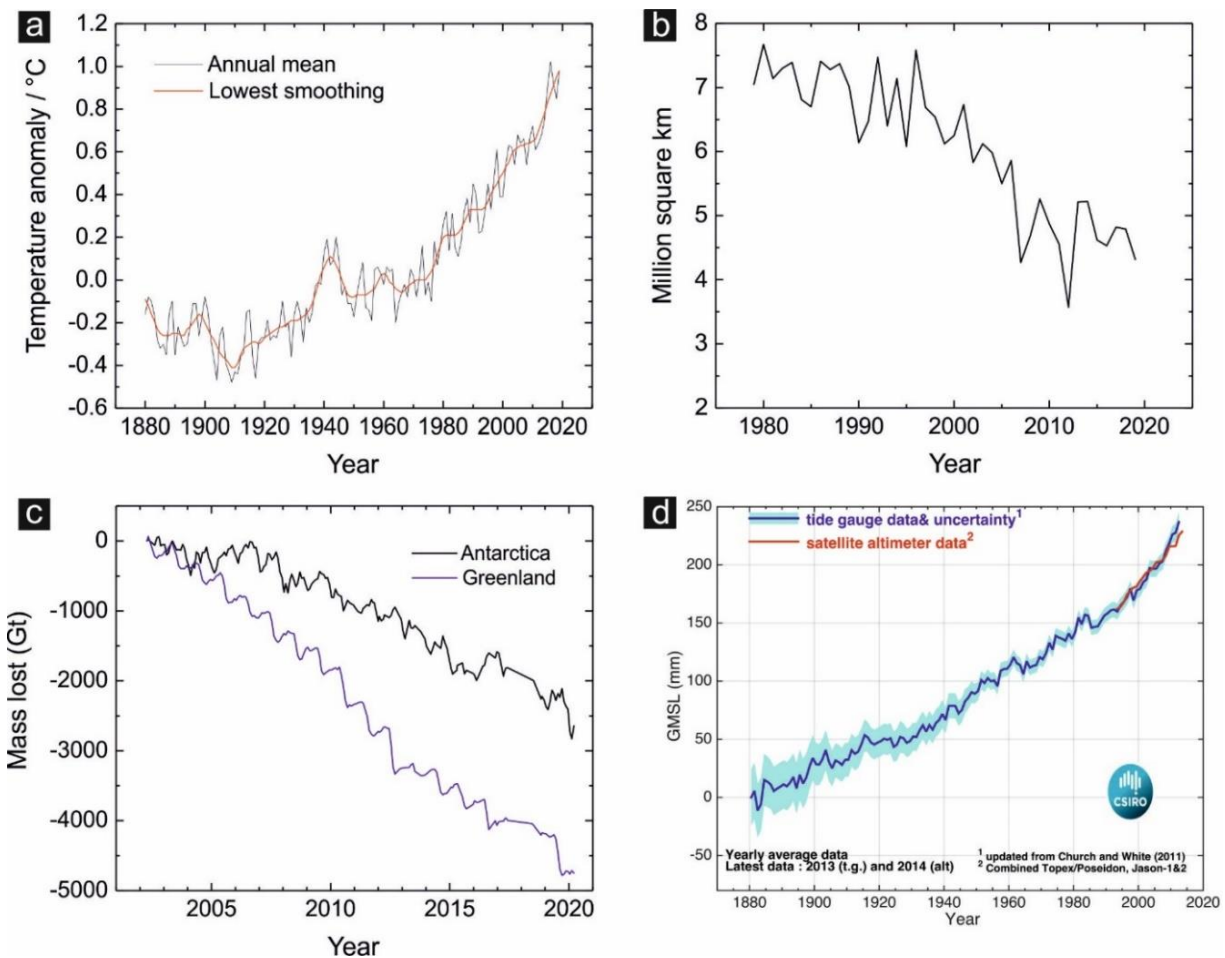 a
1.2
1.0
0.8
0.6
0.4
0.2
0.0
-0.2
-0.4
-0.6
Temperature anomaly / °C
Annual mean
Lowest smoothing
1880 1900 1920 1940 1960 1980 2000 2020
Year
b
8
7
6
5
4
3
2
Million square km
1980 1990 2000 2010 2020
Year
c
0
-1000
-2000
-3000
-4000
-5000
Mass lost (Gt)
Antarctica
Greenland
2005 2010 2015 2020
Year
d
250
200
150
100
50
0
-50
GMSL (mm)
tide gauge data& uncertainty¹
satellite altimeter data²
CSIRO
Yearly average data
Latest data : 2013 (t.g.) and 2014 (alt)
¹ updated from Church and White (2011)
² Combined Topex/Poseidon, Jason-1&2
1880 1900 1920 1940 1960 1980 2000 2020
Year